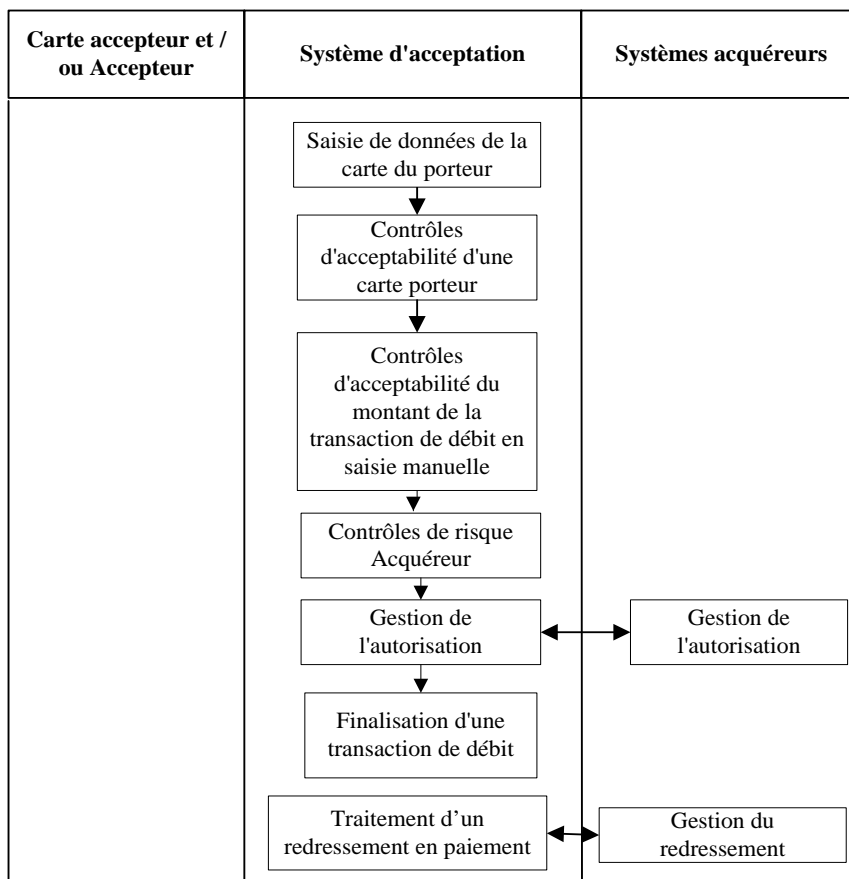 Carte accepteur et /
ou Accepteur
Système d'acceptation
Systèmes acquéreurs
Saisie de données de la
carte du porteur
Contrôles
d'acceptabilité d'une
carte porteur
Contrôles
d'acceptabilité du
montant de la
transaction de débit en
saisie manuelle
Contrôles de risque
Acquéreur
Gestion de
l'autorisation
Gestion de
l'autorisation
Finalisation d'une
transaction de débit
Traitement d’un
redressement en paiement
Gestion du
redressement